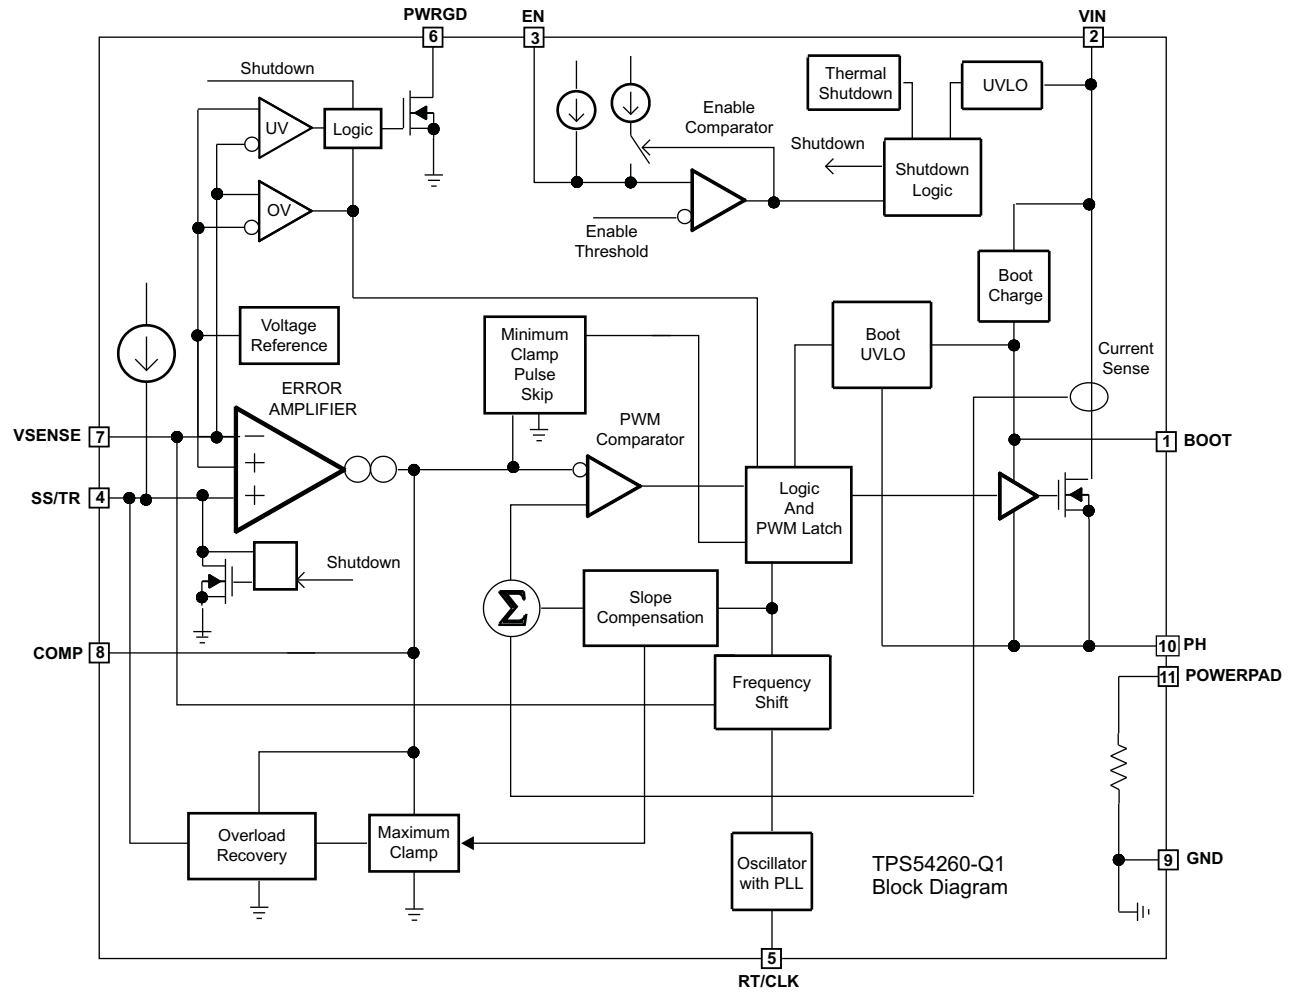 PWRGD
6
EN
3
VIN
2
Shutdown
UV
Logic
OV
Enable
Comparator
Enable
Threshold
Thermal
Shutdown
UVLO
Shutdown
Shutdown
Logic
Boot
Charge
Voltage
Reference
Minimum
Clamp
Pulse
Skip
Boot
UVLO
Current
Sense
ERROR
AMPLIFIER
PWM
Comparator
VSENSE
7
−
+
+
SS/TR
4
1
BOOT
Logic
And
PWM Latch
Shutdown
Σ
Slope
Compensation
COMP
8
10
PH
11
POWERPAD
Frequency
Shift
Overload
Recovery
Maximum
Clamp
Oscillator
with PLL
TPS54260-Q1
Block Diagram
9
GND
5
RT/CLK